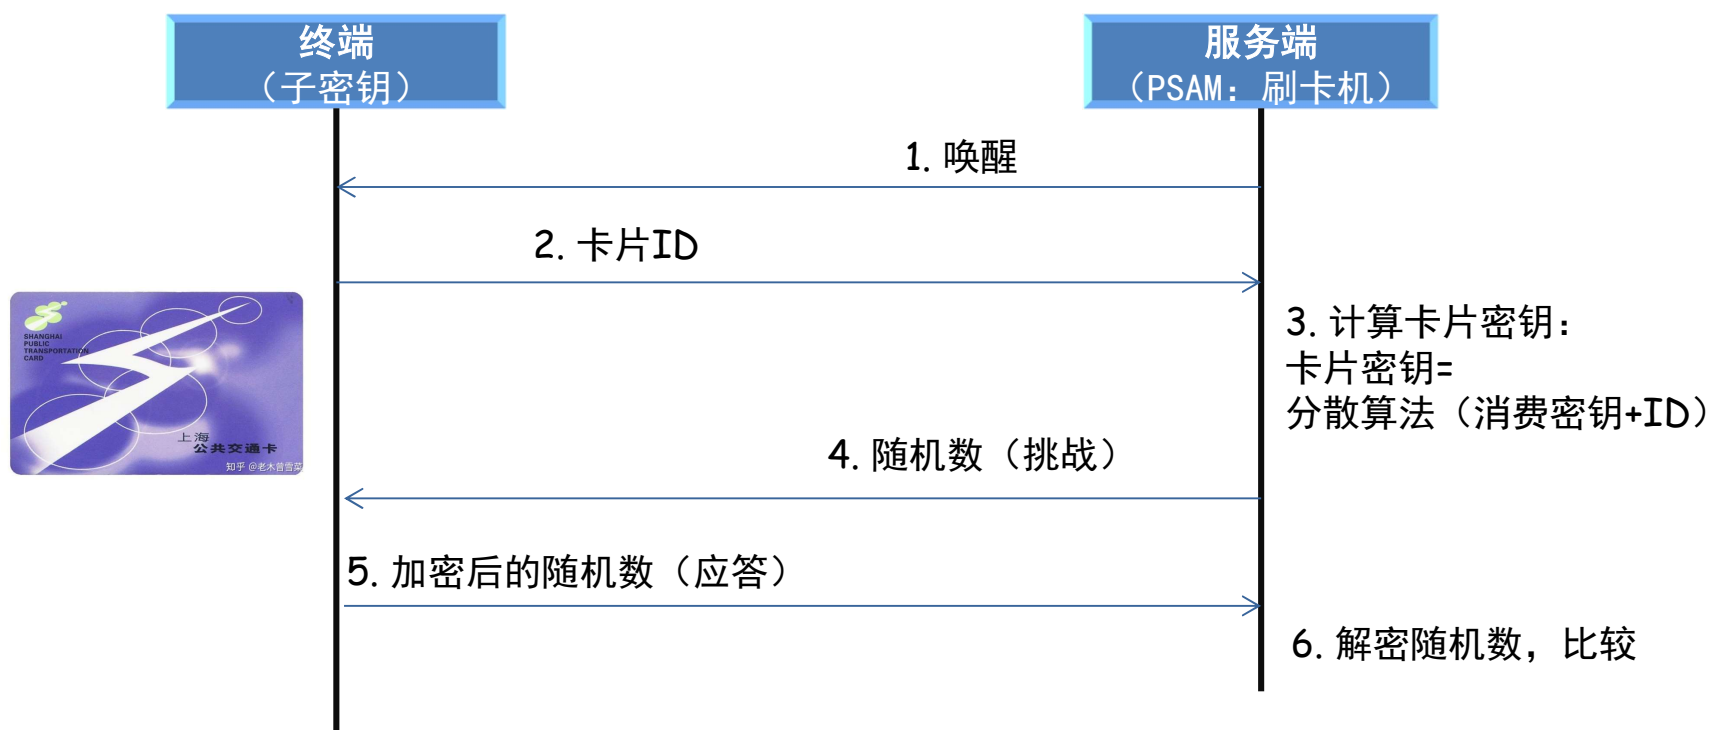 终端
（子密钥）
服务端
（PSAM：刷卡机）
1. 唤醒
2. 卡片ID
SHANGHAI
PUBLIC
TRANSPORTATION
CARD
上海
公共交通卡
知乎 @老木曾雪菜
3. 计算卡片密钥：
卡片密钥=
分散算法（消费密钥+ID）
4. 随机数（挑战）
5. 加密后的随机数（应答）
6. 解密随机数，比较